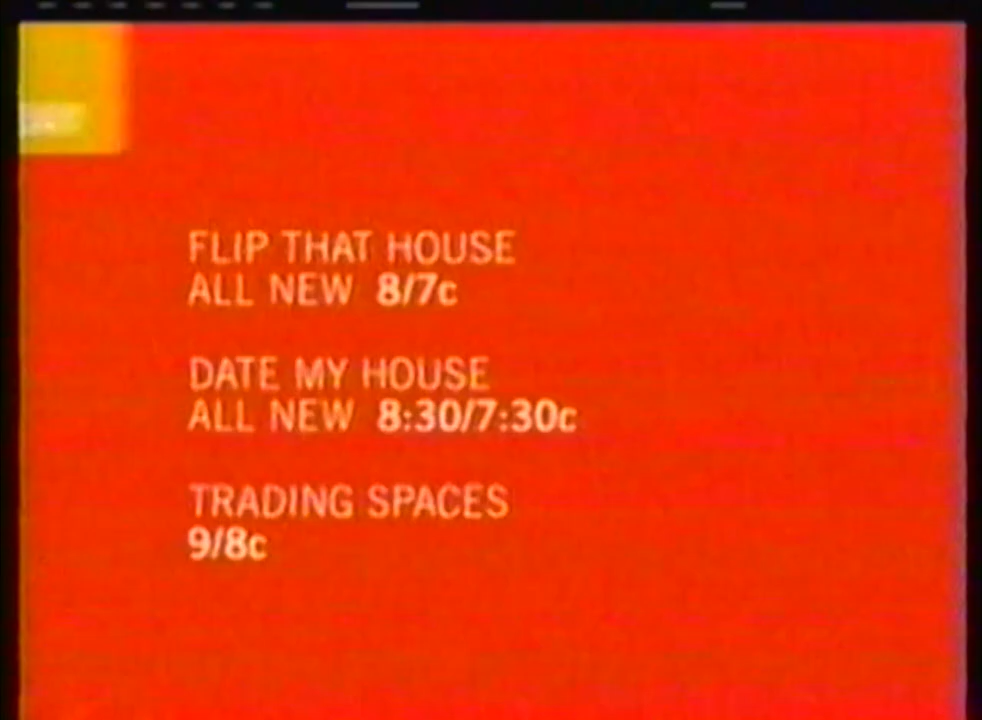 FLIP THAT HOUSE
ALL NEW 8/7c
DATE MY HOUSE
ALL NEW 8:30/7:30c
TRADING SPACES
9/8c